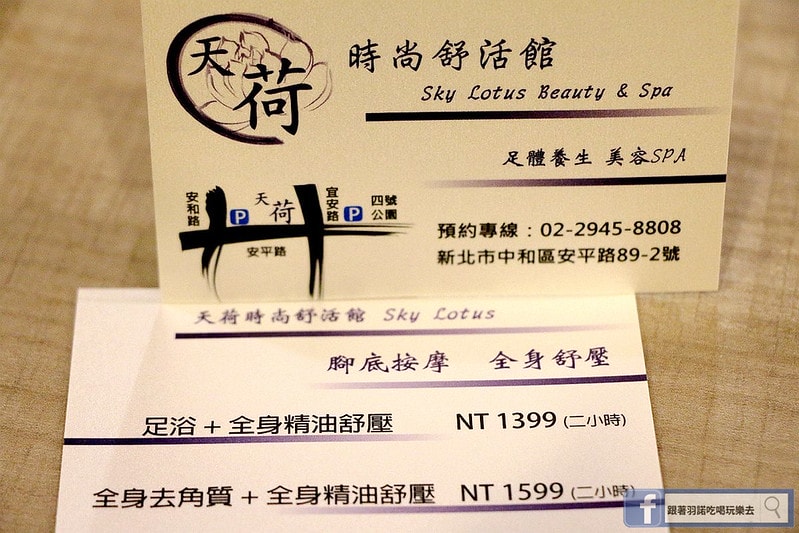 天荷
時尚舒活館
Sky Lotus Beauty & Spa
足體養生 美容SPA
安和路
P
天荷
宜安路
P
四號公園
安平路
預約專線：02-2945-8808
新北市中和區安平路89-2號
天荷時尚舒活館 Sky Lotus
腳底按摩 全身舒壓
足浴+全身精油舒壓 NT 1399 (二小時)
全身去角質+全身精油舒壓 NT 1599 (二小時)
f 跟著羽諾吃喝玩樂去